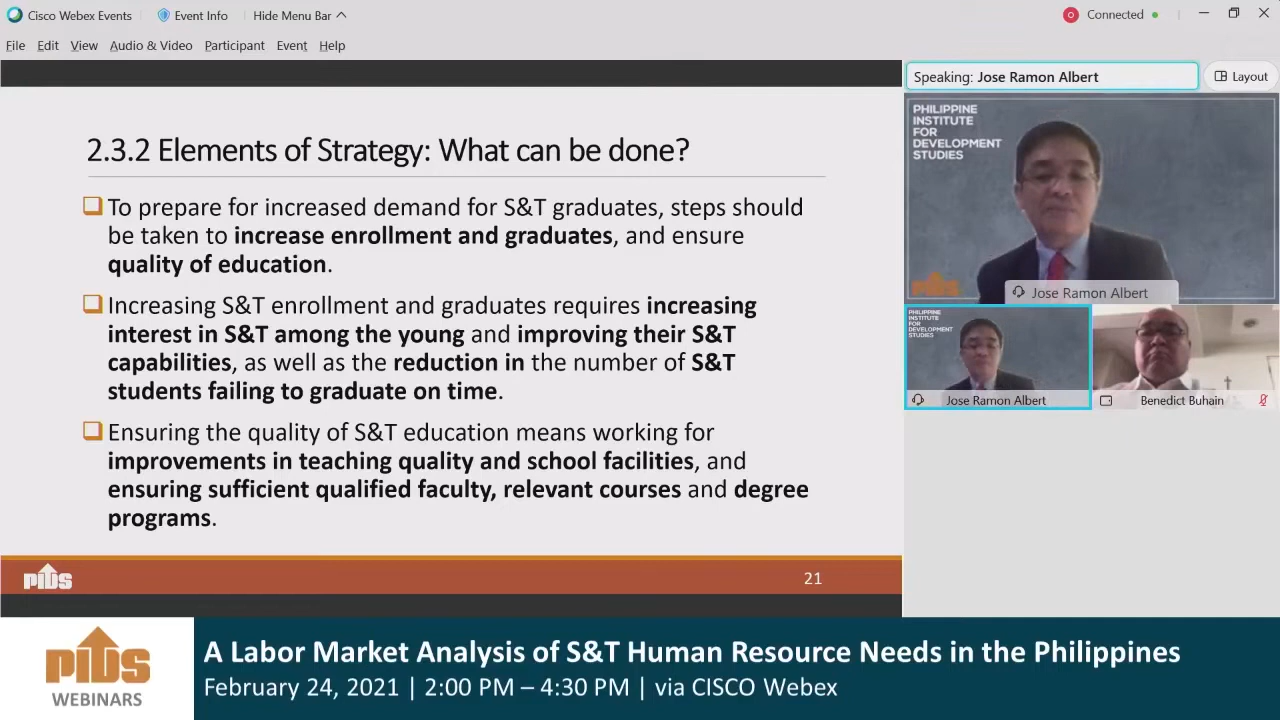 Cisco Webex Events
Event Info
Hide Menu Bar
Connected
File Edit View Audio & Video Participant Event Help
Speaking: Jose Ramon Albert
Layout
2.3.2 Elements of Strategy: What can be done?
To prepare for increased demand for S&T graduates, steps should
be taken to increase enrollment and graduates, and ensure
quality of education.
Increasing S&T enrollment and graduates requires increasing
interest in S&T among the young and improving their S&T
capabilities, as well as the reduction in the number of S&T
students failing to graduate on time.
Ensuring the quality of S&T education means working for
improvements in teaching quality and school facilities, and
ensuring sufficient qualified faculty, relevant courses and degree
programs.
PIDS
21
PHILIPPINE
INSTITUTE
FOR
DEVELOPMENT
STUDIES
Jose Ramon Albert
PHILIPPINE
INSTITUTE
FOR
DEVELOPMENT
STUDIES
Jose Ramon Albert
Benedict Buhain
PIDS
WEBINARS
A Labor Market Analysis of S&T Human Resource Needs in the Philippines
February 24, 2021 | 2:00 PM – 4:30 PM | via CISCO Webex